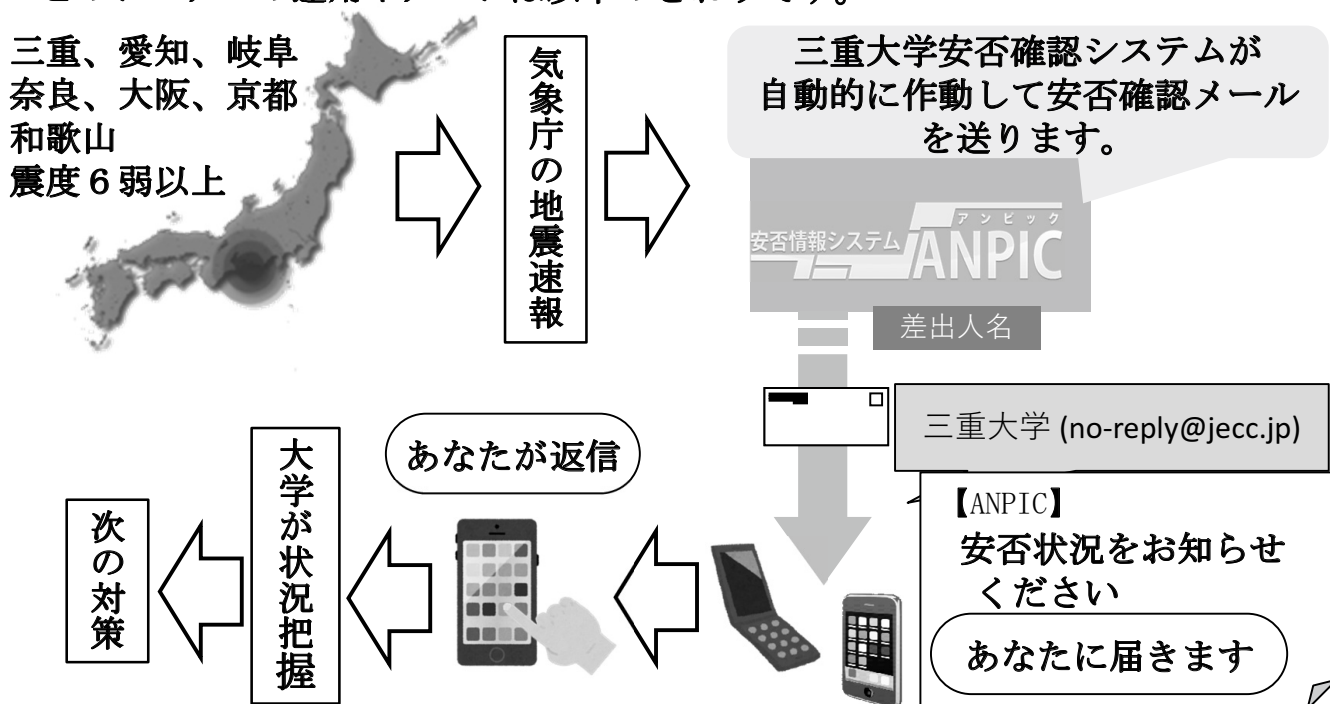 三重、愛知、岐阜
奈良、大阪、京都
和歌山
震度６弱以上
気象庁の地震速報
三重大学安否確認システムが
自動的に作動して安否確認メール
を送ります。
アンピック
安否情報システム ANPIC
差出人名
三重大学 (no-reply@jecc.jp)
【ANPIC】
安否状況をお知らせ
ください
あなたに届きます
あなたが返信
大学が状況把握
次の対策